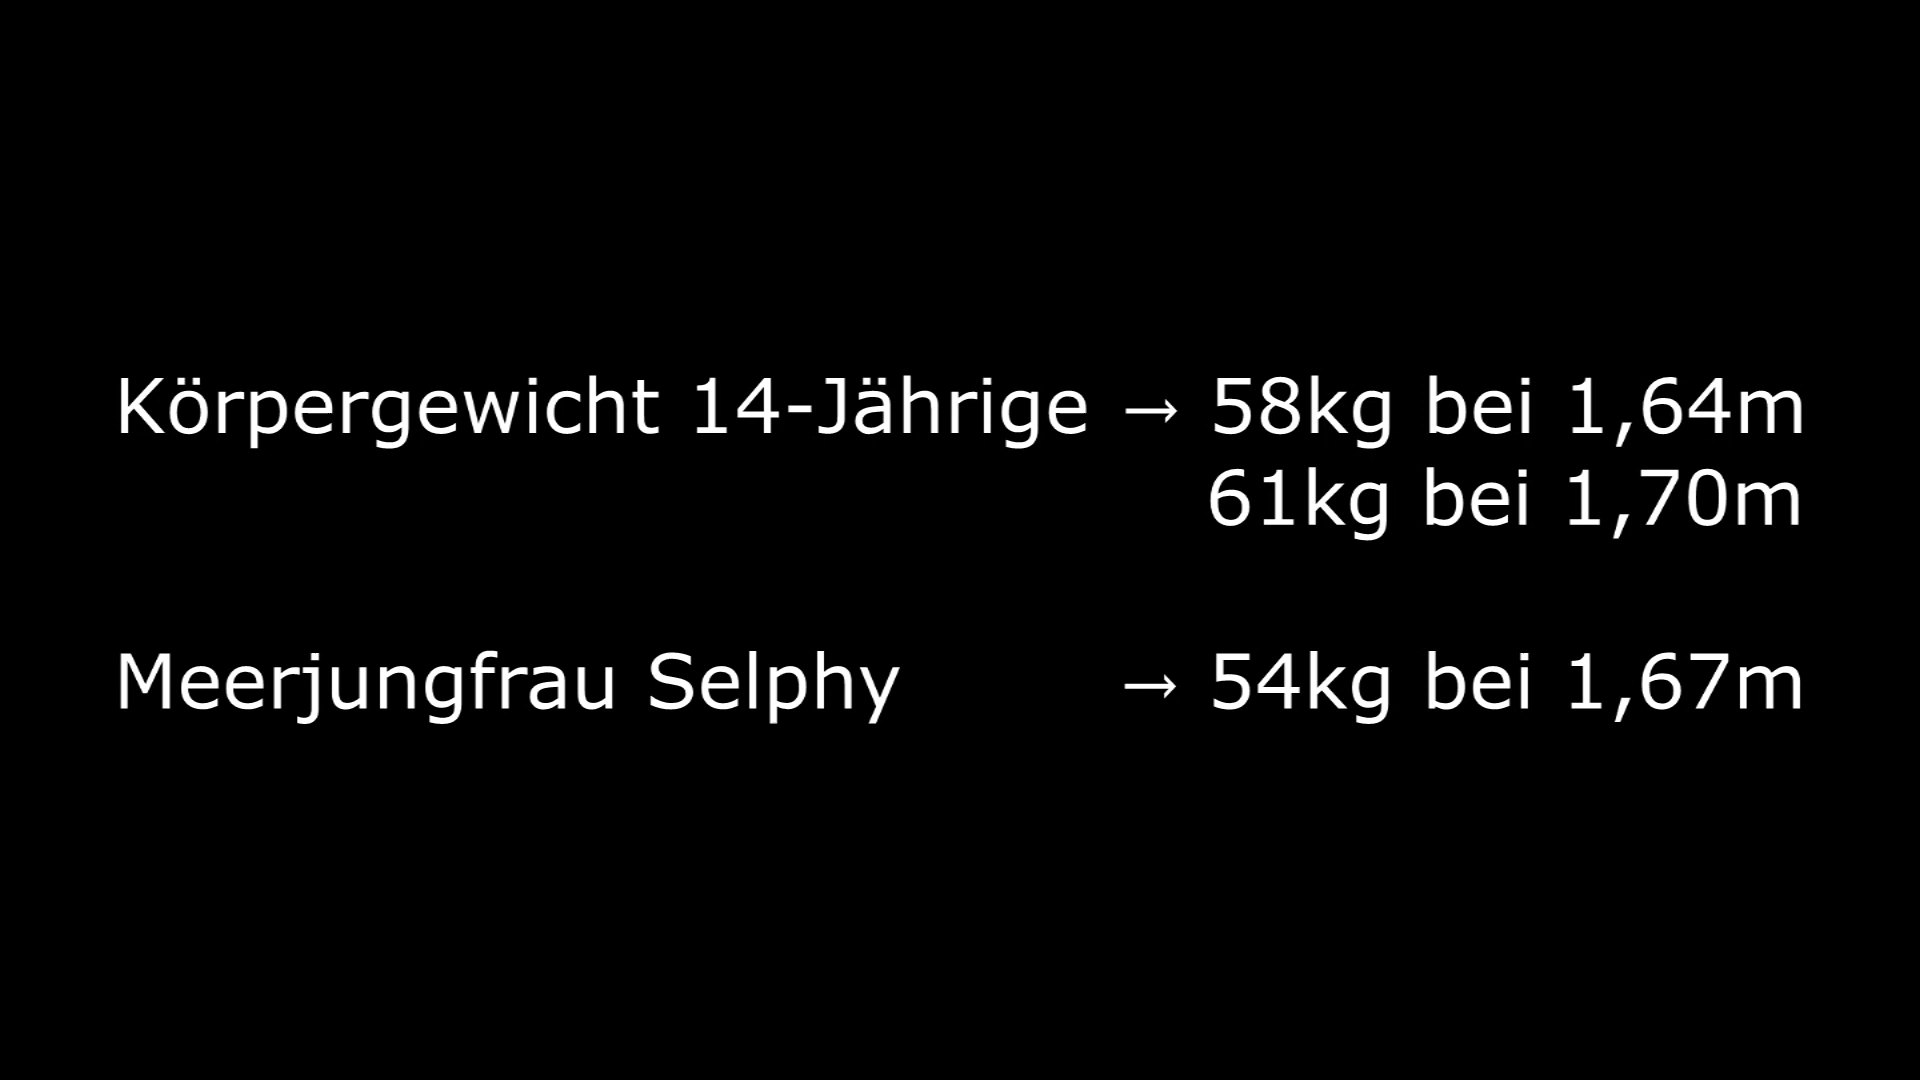 Körpergewicht 14-Jährige → 58kg bei 1,64m
61kg bei 1,70m
Meerjungfrau Selphy → 54kg bei 1,67m